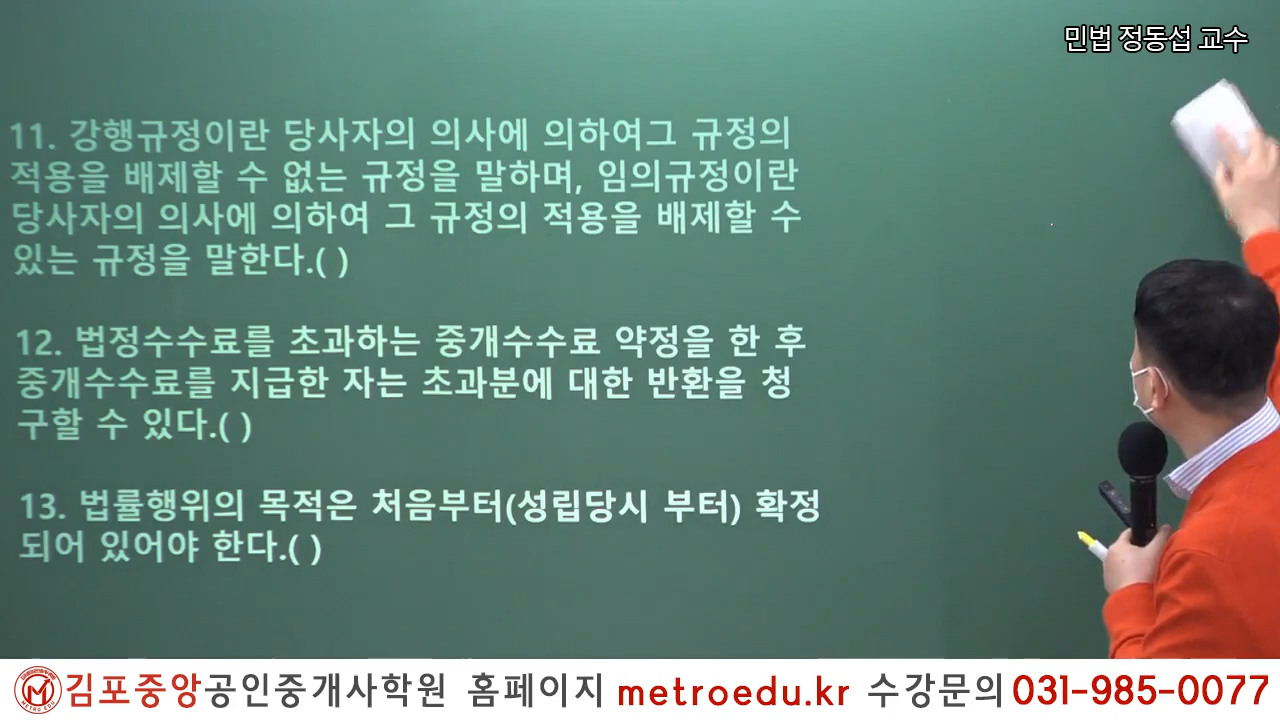 민법 정동섭 교수
11. 강행규정이란 당사자의 의사에 의하여그 규정의
적용을 배제할 수 없는 규정을 말하며, 임의규정이란
당사자의 의사에 의하여 그 규정의 적용을 배제할 수
있는 규정을 말한다.( )
12. 법정수수료를 초과하는 중개수수료 약정을 한 후
중개수수료를 지급한 자는 초과분에 대한 반환을 청
구할 수 있다.( )
13. 법률행위의 목적은 처음부터(성립당시 부터) 확정
되어 있어야 한다.( )
METRO EDU
김포중앙공인중개사학원 홈페이지 metroedu.kr 수강문의 031-985-0077